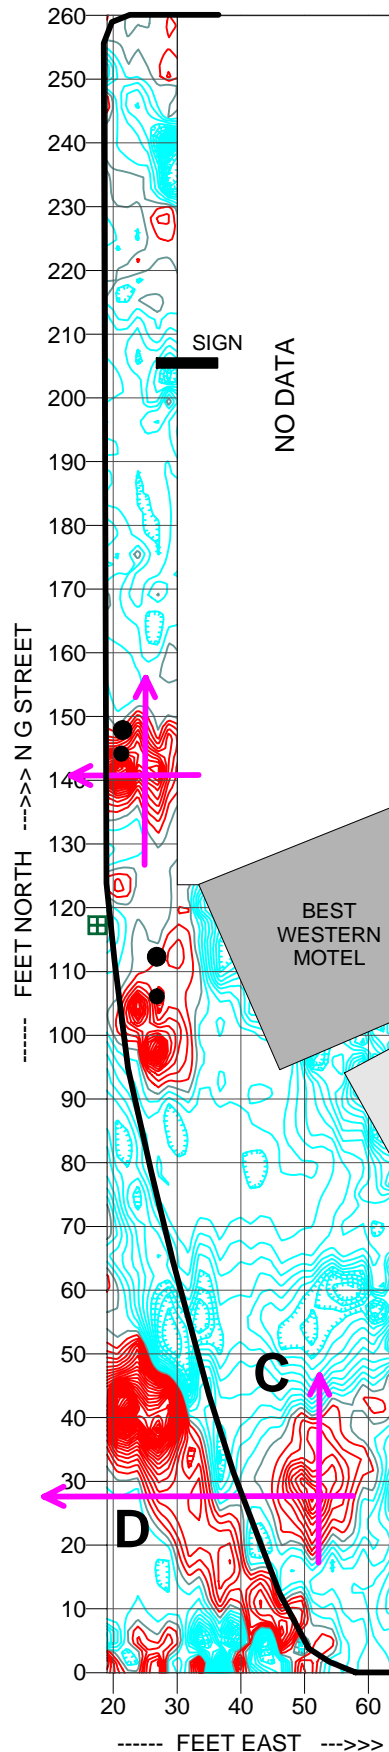 260
250
240
230
220
210
200
190
180
170
160
150
140
130
120
110
100
90
80
70
60
50
40
30
20
10
0
SIGN
NO DATA
------ FEET NORTH --->>> N G STREET
BEST
WESTERN
MOTEL
C
D
20 30 40 50 60
------ FEET EAST --->>>